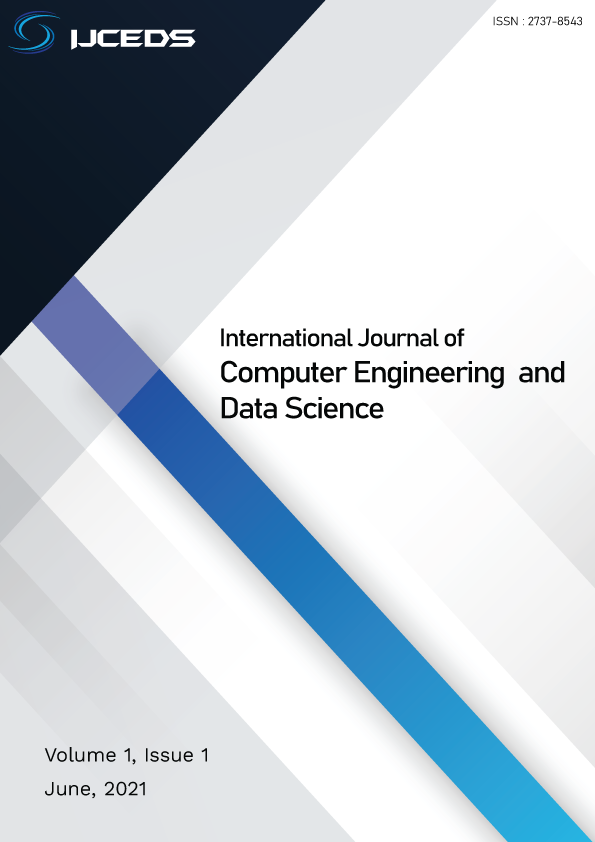 IJCEDS
ISSN : 2737-8543
International Journal of
Computer Engineering and
Data Science
Volume 1, Issue 1
June, 2021